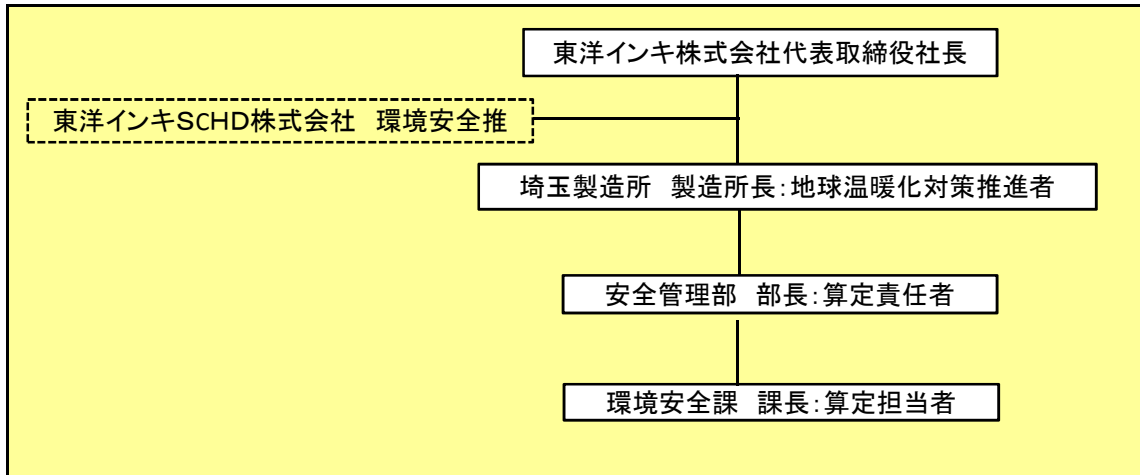 東洋インキ株式会社代表取締役社長
東洋インキSCHD株式会社　環境安全推
埼玉製造所　製造所長:地球温暖化対策推進者
安全管理部　部長:算定責任者
環境安全課　課長:算定担当者